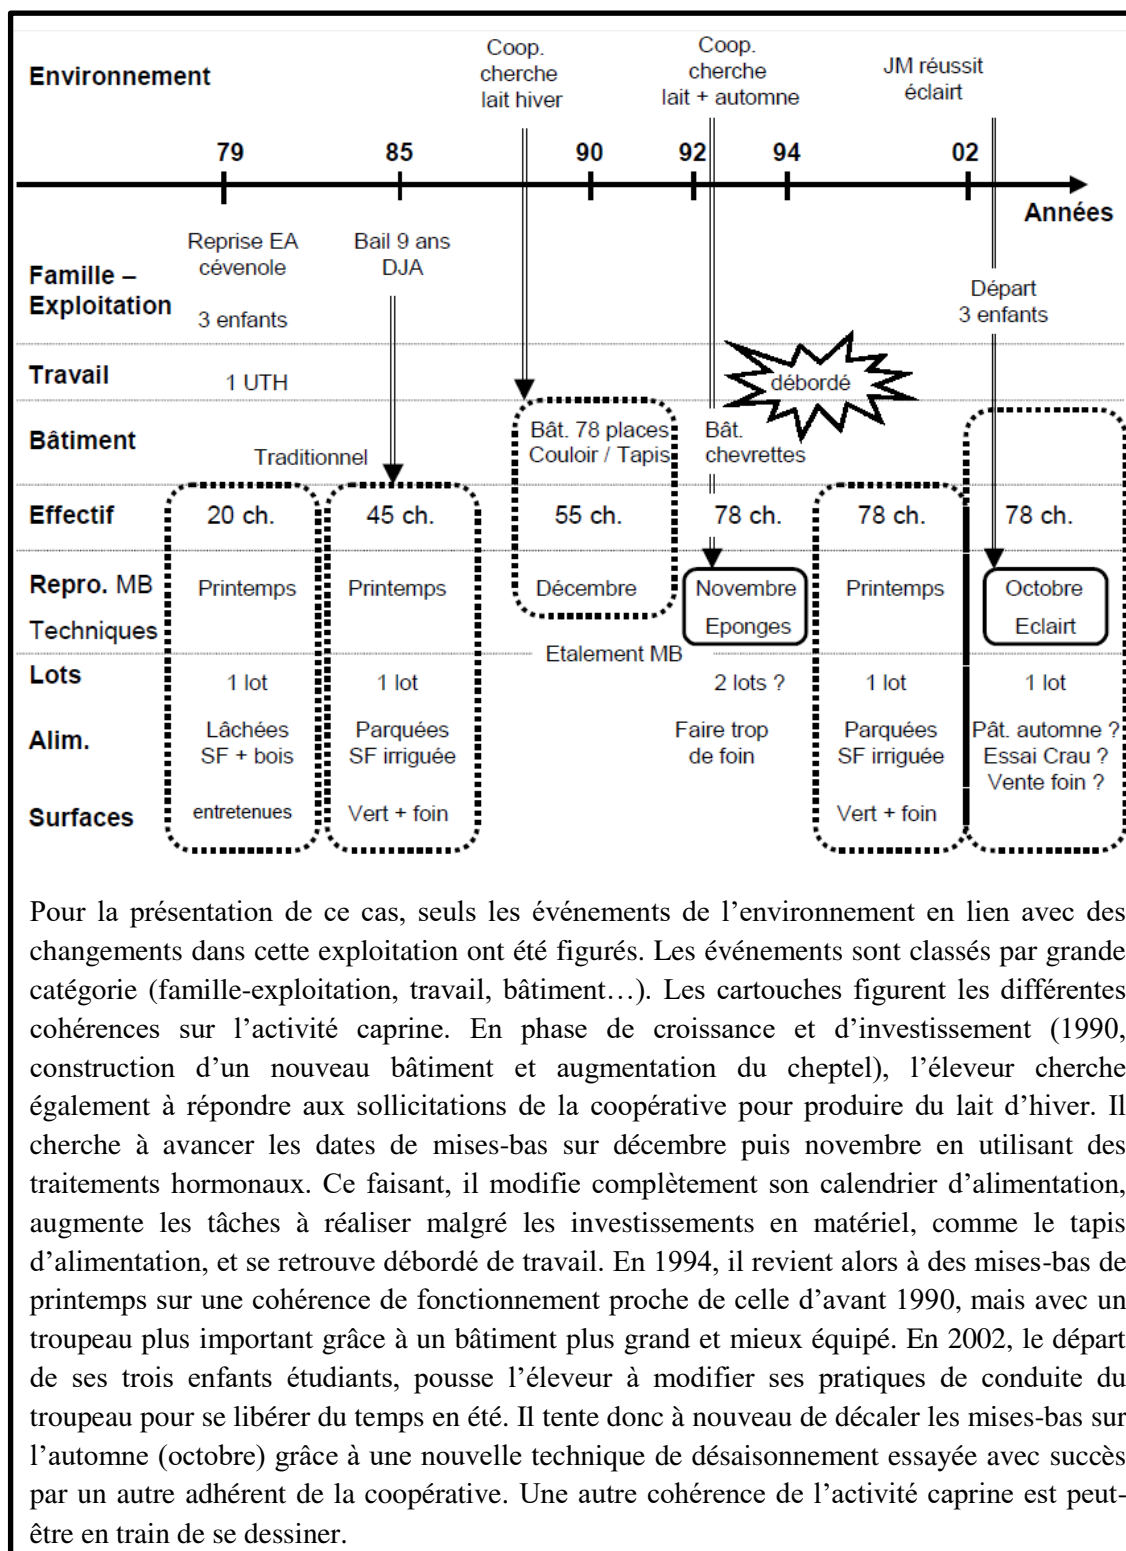 Coop.
cherche
lait hiver
Coop.
cherche
lait + automne
JM réussit
éclairt
Environnement
79 85 90 92 94 02
Années
Famille –
Exploitation
Reprise EA
cévenole
3 enfants
Bail 9 ans
DJA
Départ
3 enfants
Travail
1 UTH
débordé
Bâtiment
Traditionnel
Bât. 78 places
Couloir / Tapis
Bât.
chevrettes
Effectif 20 ch. 45 ch. 55 ch. 78 ch. 78 ch. 78 ch.
Repro. MB Printemps Printemps Décembre Novembre Printemps Octobre
Techniques Eponges Eclairt
Etalement MB
Lots 1 lot 1 lot 2 lots ? 1 lot 1 lot
Alim.
Lâchées
SF + bois
Parquées
SF irriguée
Faire trop
de foin
Parquées
SF irriguée
Pât. automne ?
Essai Crau ?
Vente foin ?
Surfaces entretenues Vert + foin Vert + foin
Pour la présentation de ce cas, seuls les événements de l’environnement en lien avec des
changements dans cette exploitation ont été figurés. Les événements sont classés par grande
catégorie (famille-exploitation, travail, bâtiment…). Les cartouches figurent les différentes
cohérences sur l’activité caprine. En phase de croissance et d’investissement (1990,
construction d’un nouveau bâtiment et augmentation du cheptel), l’éleveur cherche
également à répondre aux sollicitations de la coopérative pour produire du lait d’hiver. Il
cherche à avancer les dates de mises-bas sur décembre puis novembre en utilisant des
traitements hormonaux. Ce faisant, il modifie complètement son calendrier d’alimentation,
augmente les tâches à réaliser malgré les investissements en matériel, comme le tapis
d’alimentation, et se retrouve débordé de travail. En 1994, il revient alors à des mises-bas de
printemps sur une cohérence de fonctionnement proche de celle d’avant 1990, mais avec un
troupeau plus important grâce à un bâtiment plus grand et mieux équipé. En 2002, le départ
de ses trois enfants étudiants, pousse l’éleveur à modifier ses pratiques de conduite du
troupeau pour se libérer du temps en été. Il tente donc à nouveau de décaler les mises-bas sur
l’automne (octobre) grâce à une nouvelle technique de désaisonnement essayée avec succès
par un autre adhérent de la coopérative. Une autre cohérence de l’activité caprine est peut-
être en train de se dessiner.